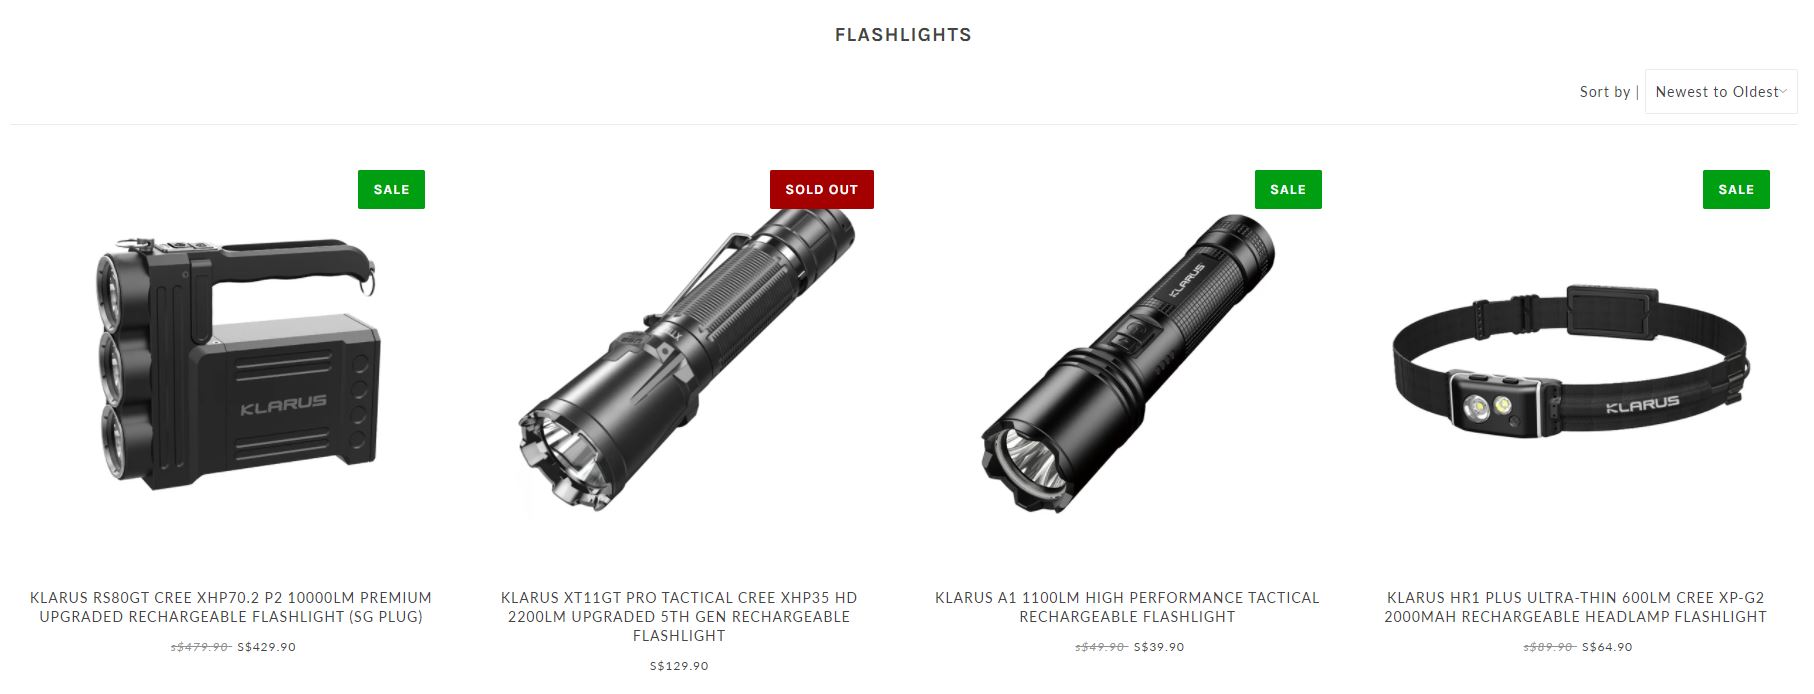 FLASHLIGHTS
Sort by | Newest to Oldest
SALE
SOLD OUT
SALE
SALE
KLARUS
XT
KLARUS
KLARUS
KLARUS RS80GT CREE XHP70.2 P2 10000LM PREMIUM
UPGRADED RECHARGEABLE FLASHLIGHT (SG PLUG)
s$479.90 S$429.90
KLARUS XT11GT PRO TACTICAL CREE XHP35 HD
2200LM UPGRADED 5TH GEN RECHARGEABLE
FLASHLIGHT
S$129.90
KLARUS A1 1100LM HIGH PERFORMANCE TACTICAL
RECHARGEABLE FLASHLIGHT
s$49.90 S$39.90
KLARUS HR1 PLUS ULTRA-THIN 600LM CREE XP-G2
2000MAH RECHARGEABLE HEADLAMP FLASHLIGHT
s$89.90 S$64.90